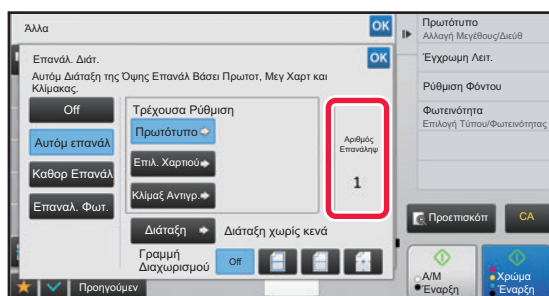 Άλλα
OK
Επανάλ. Διάτ.
OK
Αυτόμ Διάταξη της Όψης Επανάλ Βάσει Πρωτοτ, Μεγ Χαρτ και
Κλίμακας.
Off
Αυτόμ επανάλ
Καθορ Επανάλ
Επαναλ. Φωτ.
Τρέχουσα Ρύθμιση
Πρωτότυπο
Επιλ. Χαρτιού
Κλίμαξ Αντιγρ.
Αριθμός
Επανάληψ
1
Διάταξη
Διάταξη χωρίς κενά
Γραμμή
Διαχωρισμού
Off
Προηγούμεν
Πρωτότυπο
Αλλαγή Μεγέθους/Διεύθ
Έγχρωμη Λειτ.
Ρύθμιση Φόντου
Φωτεινότητα
Επιλογή Τύπου/Φωτεινότητας
Προεπισκόπ
CA
Α/Μ
Έναρξη
Χρώμα
Έναρξη